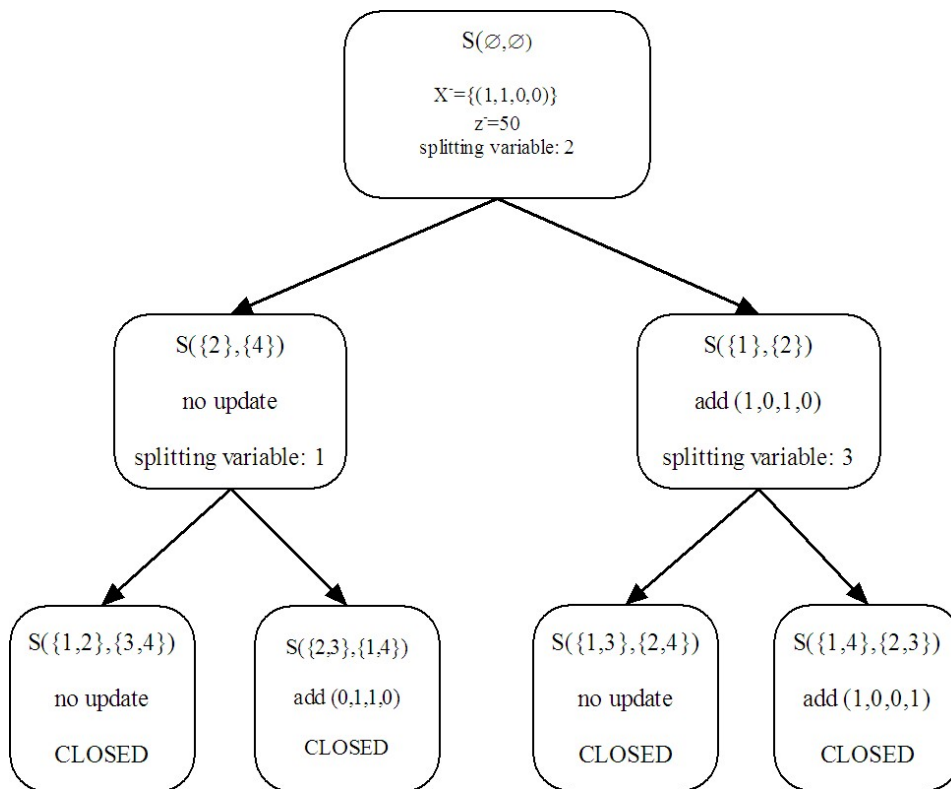 S(∅,∅)
X⁻={(1,1,0,0)}
z⁻=50
splitting variable: 2
S({2},{4})
no update
splitting variable: 1
S({1},{2})
add (1,0,1,0)
splitting variable: 3
S({1,2},{3,4})
no update
CLOSED
S({2,3},{1,4})
add (0,1,1,0)
CLOSED
S({1,3},{2,4})
no update
CLOSED
S({1,4},{2,3})
add (1,0,0,1)
CLOSED